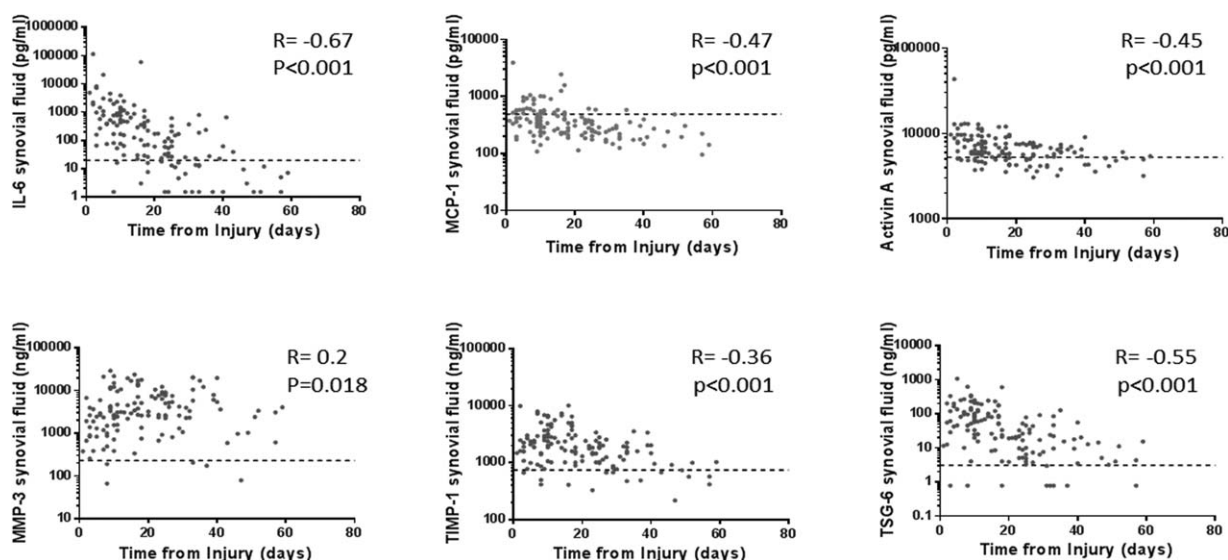 IL-6 synovial fluid (pg/ml)
1000000
100000
10000
1000
100
10
1
0 20 40 60 80
Time from Injury (days)
R= -0.67
P<0.001
MCP-1 synovial fluid (pg/ml)
10000
1000
100
10
0 20 40 60 80
Time from Injury (days)
R= -0.47
p<0.001
Activin A synovial fluid (pg/ml)
100000
10000
1000
0 20 40 60 80
Time from Injury (days)
R= -0.45
p<0.001
MMP-3 synovial fluid (ng/ml)
100000
10000
1000
100
10
0 20 40 60 80
Time from Injury (days)
R= 0.2
P=0.018
TIMP-1 synovial fluid (ng/ml)
100000
10000
1000
100
0 20 40 60 80
Time from Injury (days)
R= -0.36
p<0.001
TSG-6 synovial fluid (ng/ml)
10000
1000
100
10
1
0.1
0 20 40 60 80
Time from Injury (days)
R= -0.55
p<0.001